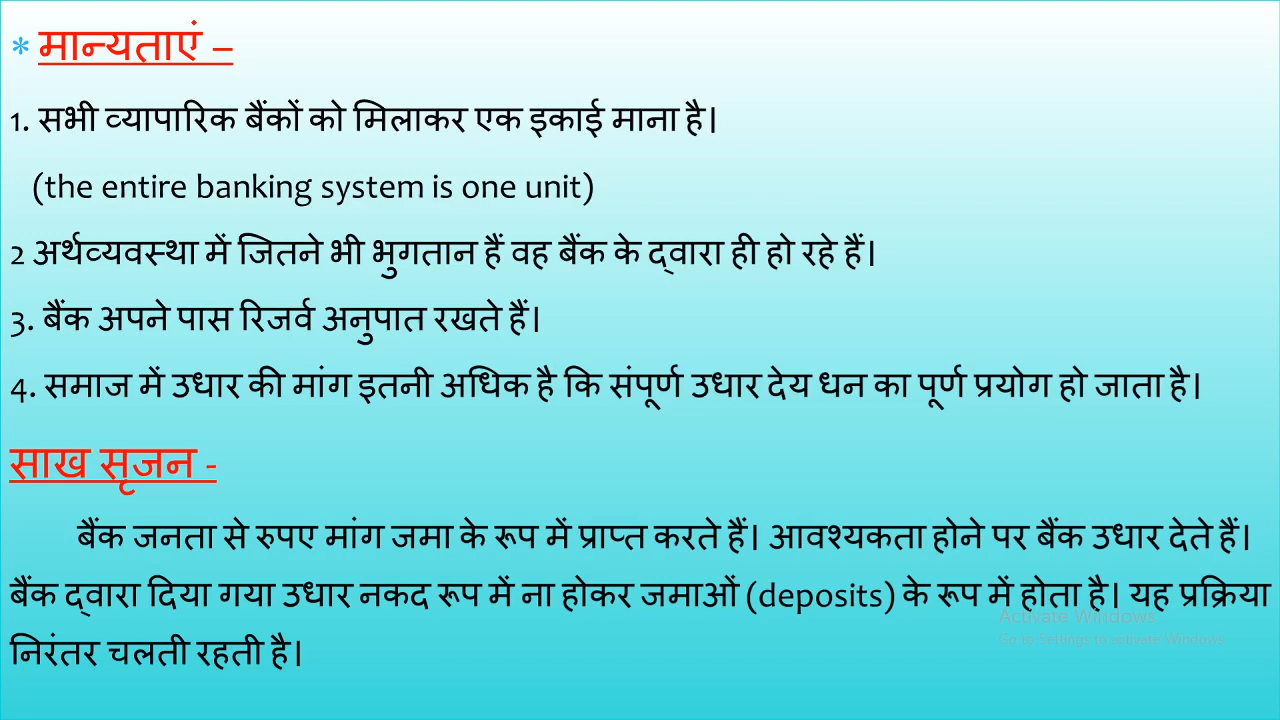 * मान्यताएं –
1. सभी व्यापारिक बैंकों को मिलाकर एक इकाई माना है।
(the entire banking system is one unit)
2 अर्थव्यवस्था में जितने भी भुगतान हैं वह बैंक के द्वारा ही हो रहे हैं।
3. बैंक अपने पास रिजर्व अनुपात रखते हैं।
4. समाज में उधार की मांग इतनी अधिक है कि संपूर्ण उधार देय धन का पूर्ण प्रयोग हो जाता है।
साख सृजन -
बैंक जनता से रुपए मांग जमा के रूप में प्राप्त करते हैं। आवश्यकता होने पर बैंक उधार देते हैं।
बैंक द्वारा दिया गया उधार नकद रूप में ना होकर जमाओं (deposits) के रूप में होता है। यह प्रक्रिया
निरंतर चलती रहती है।
Activate Windows
Go to Settings to activate Windows.